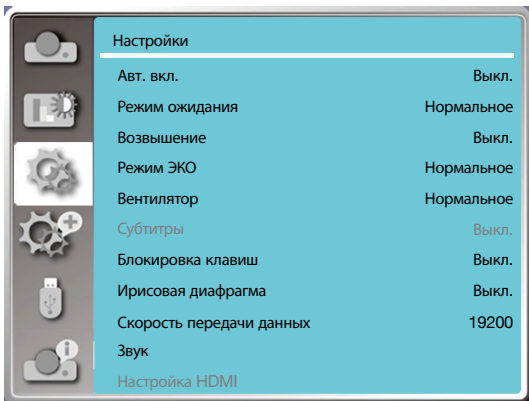 Настройки
Авт. вкл. Выкл.
Режим ожидания Нормальное
Возвышение Выкл.
Режим ЭКО Нормальное
Вентилятор Нормальное
Субтитры Выкл.
Блокировка клавиш Выкл.
Ирисовая диафрагма Выкл.
Скорость передачи данных 19200
Звук
Настройка HDMI